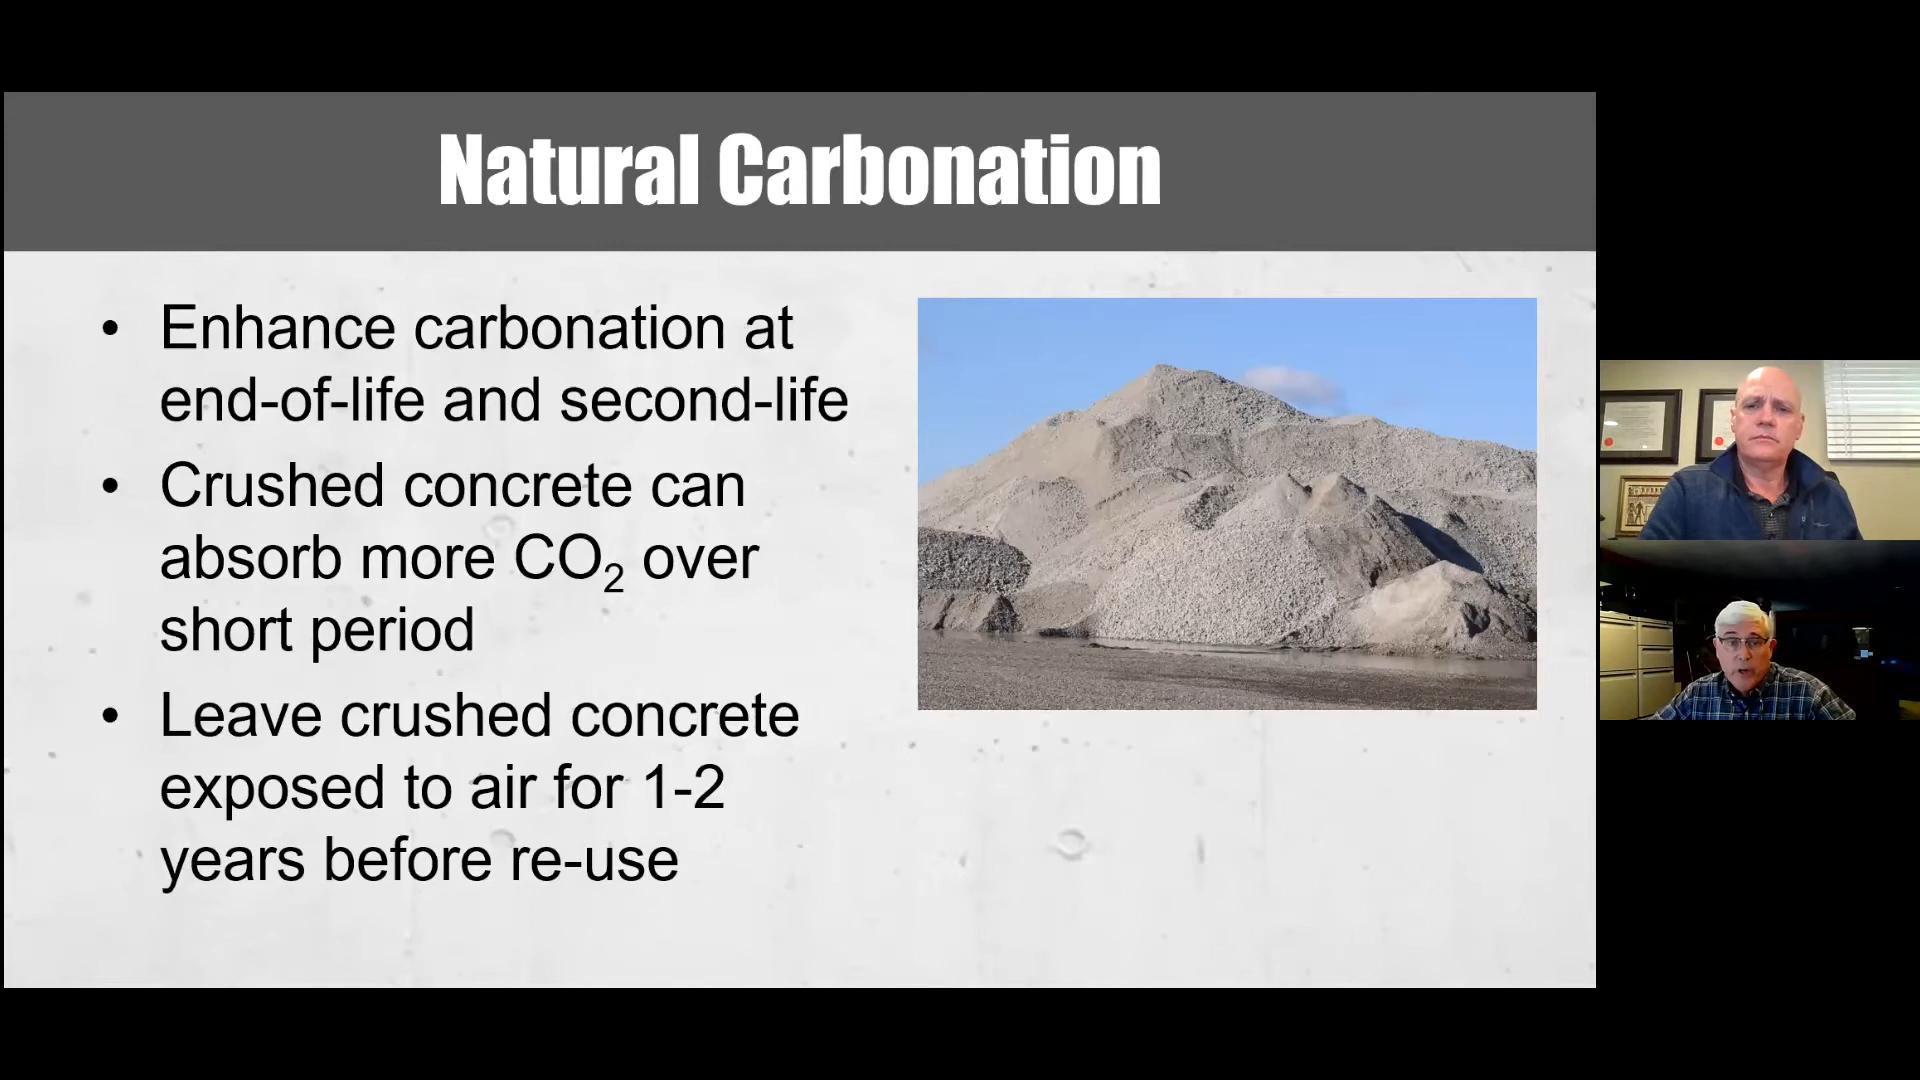 Natural Carbonation
• Enhance carbonation at
end-of-life and second-life
• Crushed concrete can
absorb more CO₂ over
short period
• Leave crushed concrete
exposed to air for 1-2
years before re-use